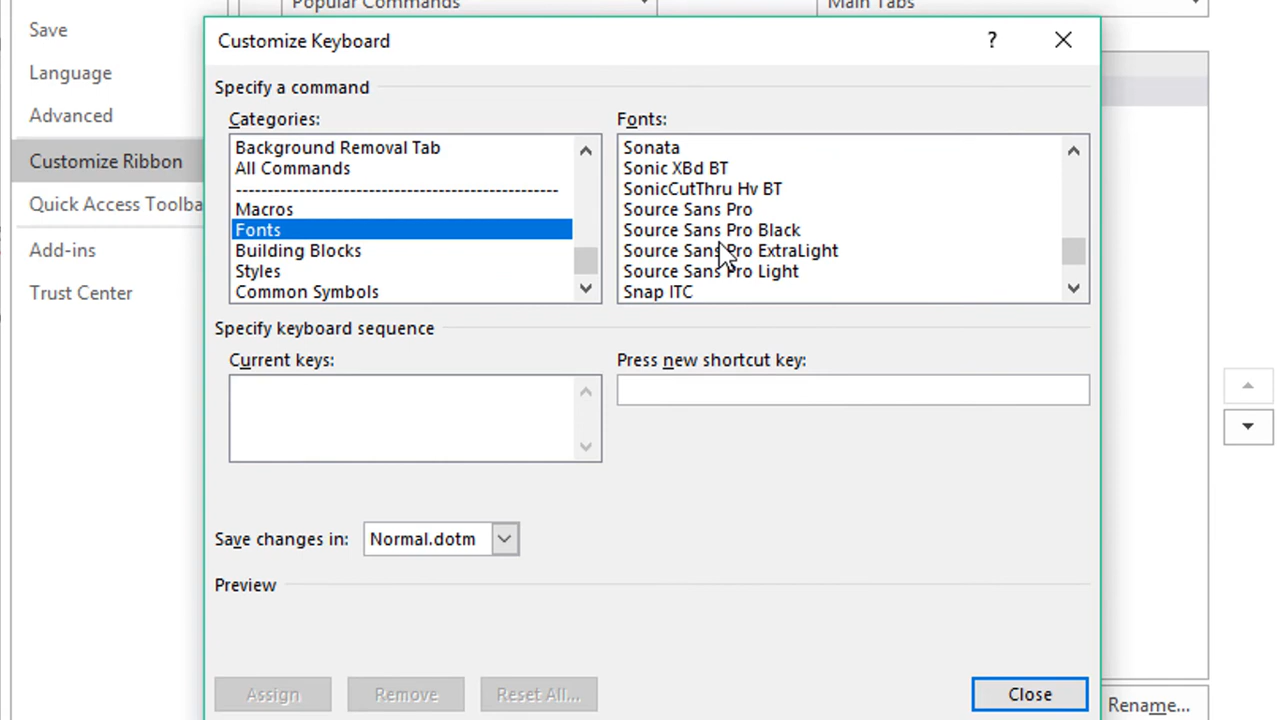 Popular Commands
Main Tabs
Save
Language
Advanced
Customize Ribbon
Quick Access Toolba
Add-ins
Trust Center
Customize Keyboard
?
Specify a command
Categories:
Background Removal Tab
All Commands
------------------------------------------------
Macros
Fonts
Building Blocks
Styles
Common Symbols
Fonts:
Sonata
Sonic XBd BT
SonicCutThru Hv BT
Source Sans Pro
Source Sans Pro Black
Source Sans Pro ExtraLight
Source Sans Pro Light
Snap ITC
Specify keyboard sequence
Current keys:
Press new shortcut key:
Save changes in:
Normal.dotm
Preview
Assign
Remove
Reset All...
Close
Rename...